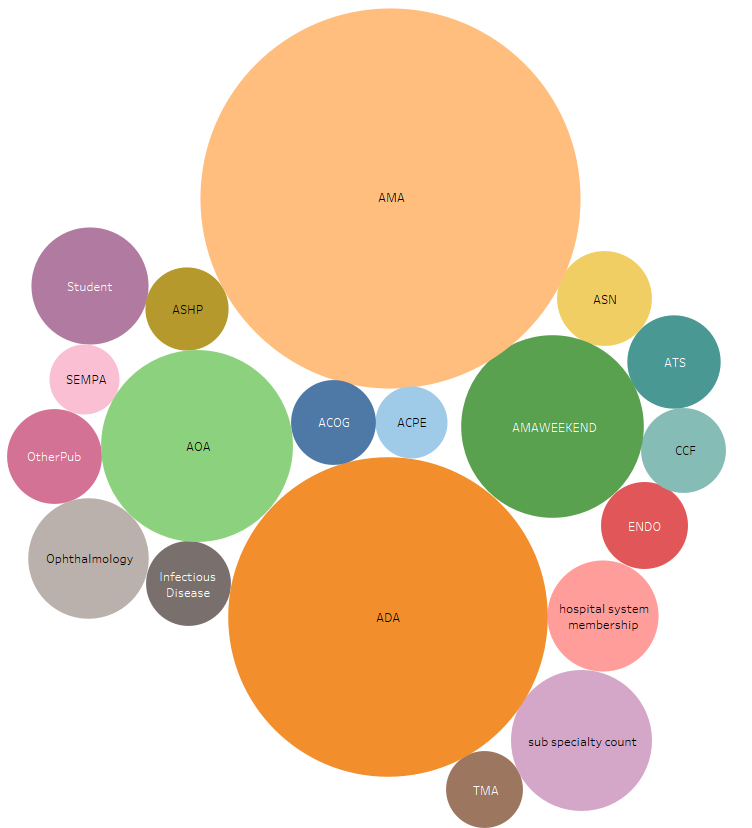 AMA
Student
ASHP
ASN
ATS
SEMPA
ACOG
ACPE
AMAWEEKEND
AOA
CCF
OtherPub
ENDO
Ophthalmology
Infectious
Disease
ADA
hospital system
membership
sub specialty count
TMA